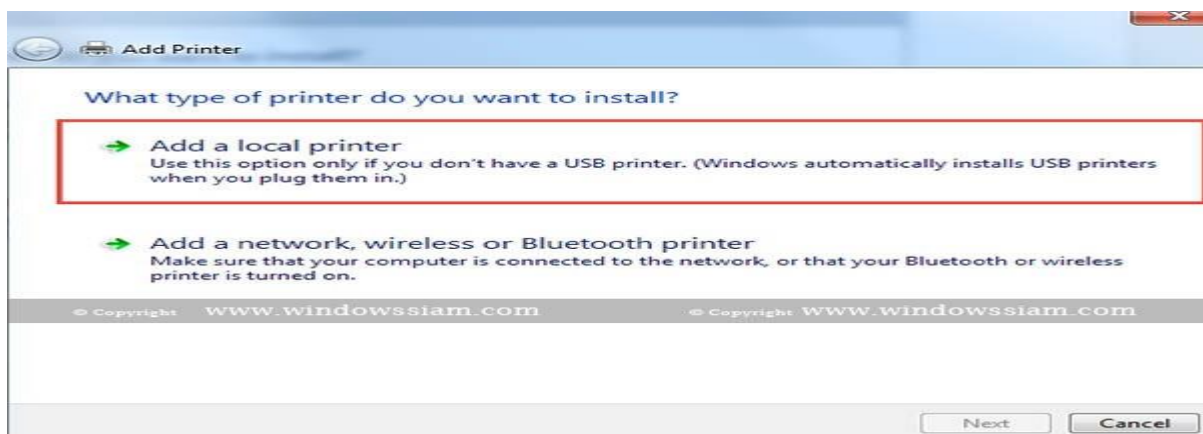 Add Printer
What type of printer do you want to install?
Add a local printer
Use this option only if you don't have a USB printer. (Windows automatically installs USB printers
when you plug them in.)
Add a network, wireless or Bluetooth printer
Make sure that your computer is connected to the network, or that your Bluetooth or wireless
printer is turned on.
© Copyright www.windowssiam.com © Copyright www.windowssiam.com
Next Cancel